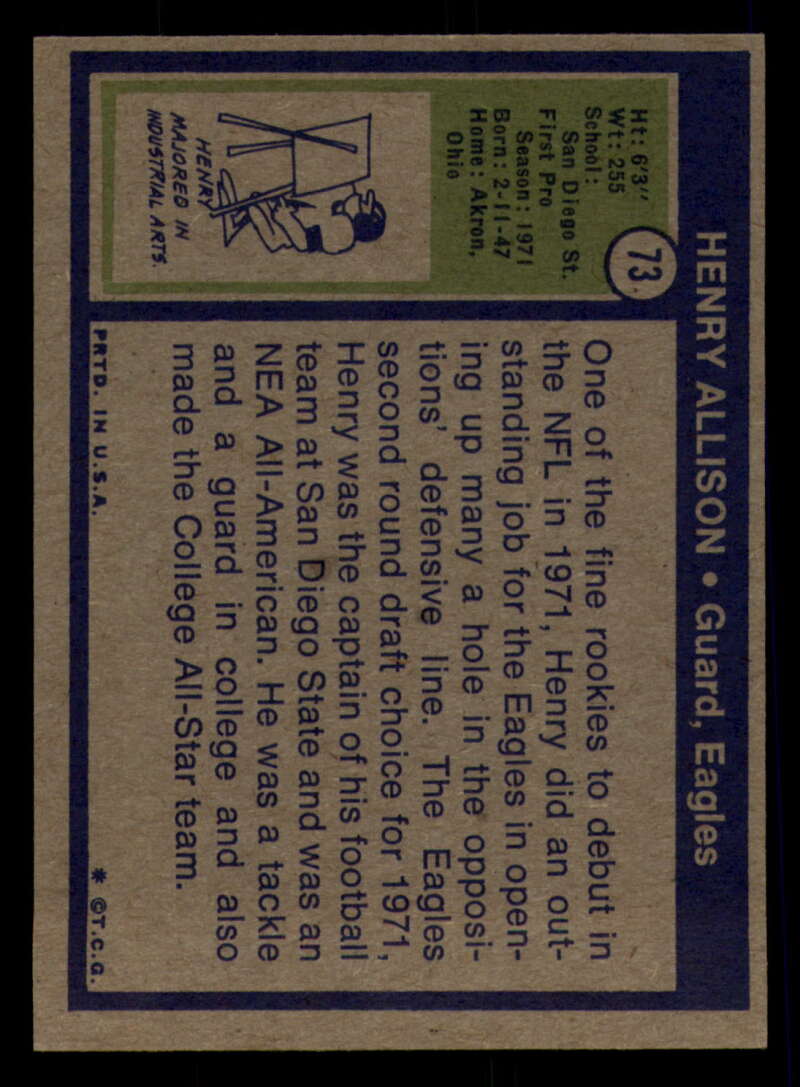 HENRY ALLISON • Guard, Eagles
73
Ht: 6'3"
Wt: 255
School:
San Diego St.
First Pro
Season: 1971
Born: 2-11-47
Home: Akron,
Ohio
HENRY
MAJORED IN
INDUSTRIAL ARTS.
One of the fine rookies to debut in
the NFL in 1971, Henry did an out-
standing job for the Eagles in open-
ing up many a hole in the opposi-
tions' defensive line. The Eagles
second round draft choice for 1971,
Henry was the captain of his football
team at San Diego State and was an
NEA All-American. He was a tackle
and a guard in college and also
made the College All-Star team.
PRTD. IN U.S.A.
* ©T.C.G.